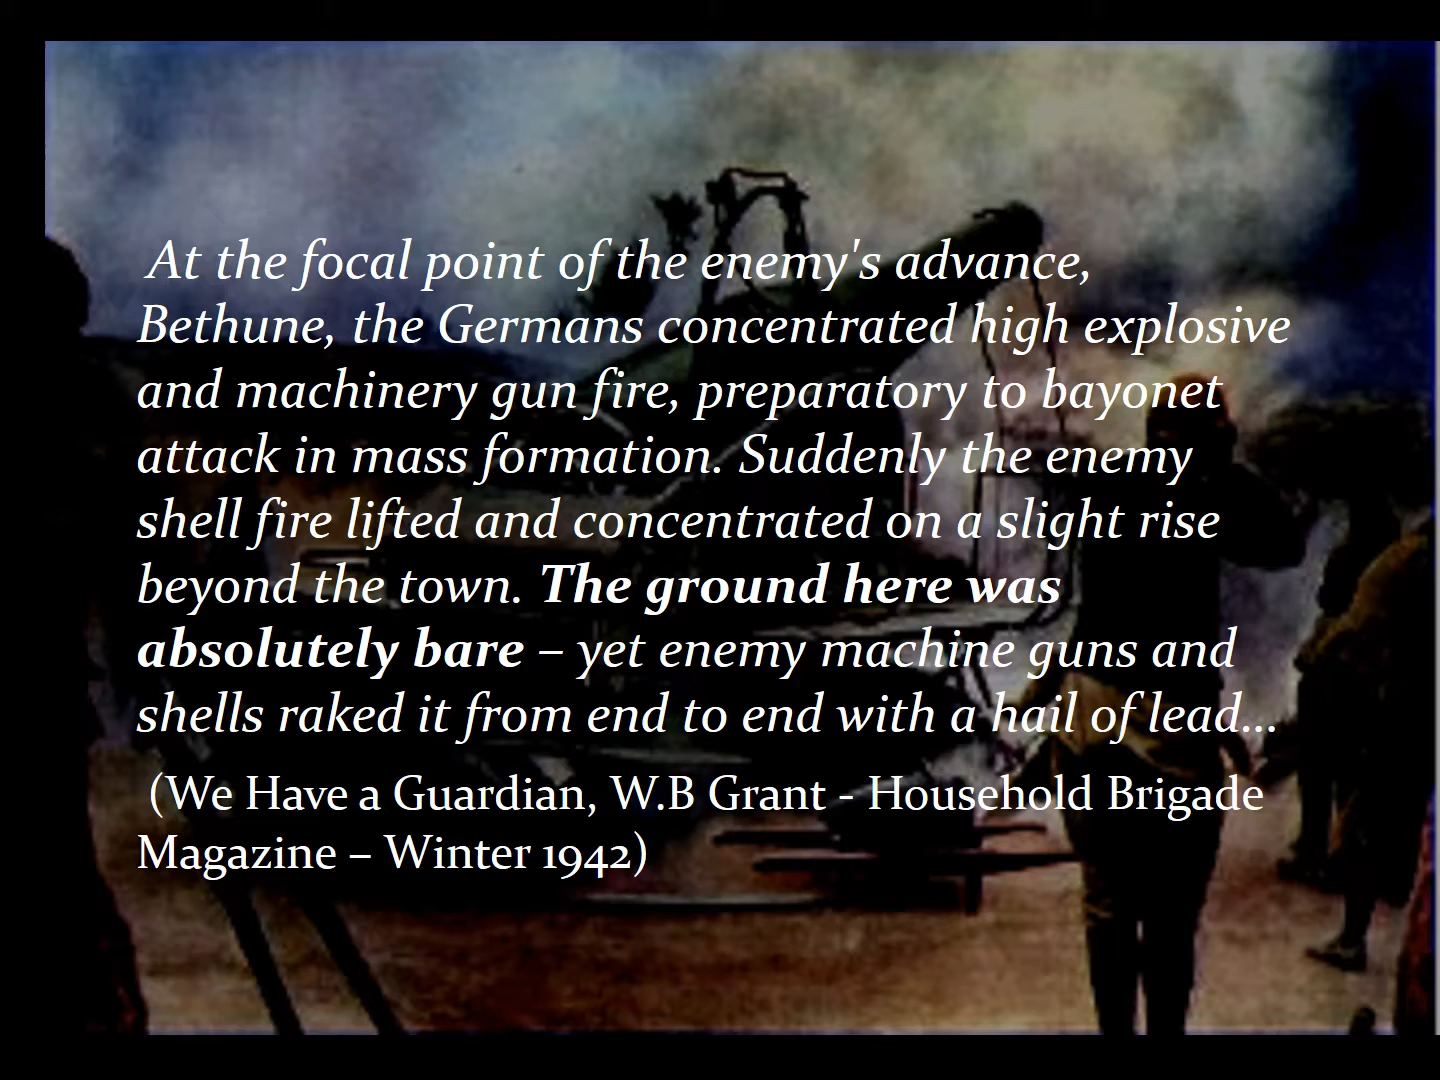 At the focal point of the enemy's advance,
Bethune, the Germans concentrated high explosive
and machinery gun fire, preparatory to bayonet
attack in mass formation. Suddenly the enemy
shell fire lifted and concentrated on a slight rise
beyond the town. The ground here was
absolutely bare – yet enemy machine guns and
shells raked it from end to end with a hail of lead...
(We Have a Guardian, W.B Grant - Household Brigade
Magazine – Winter 1942)